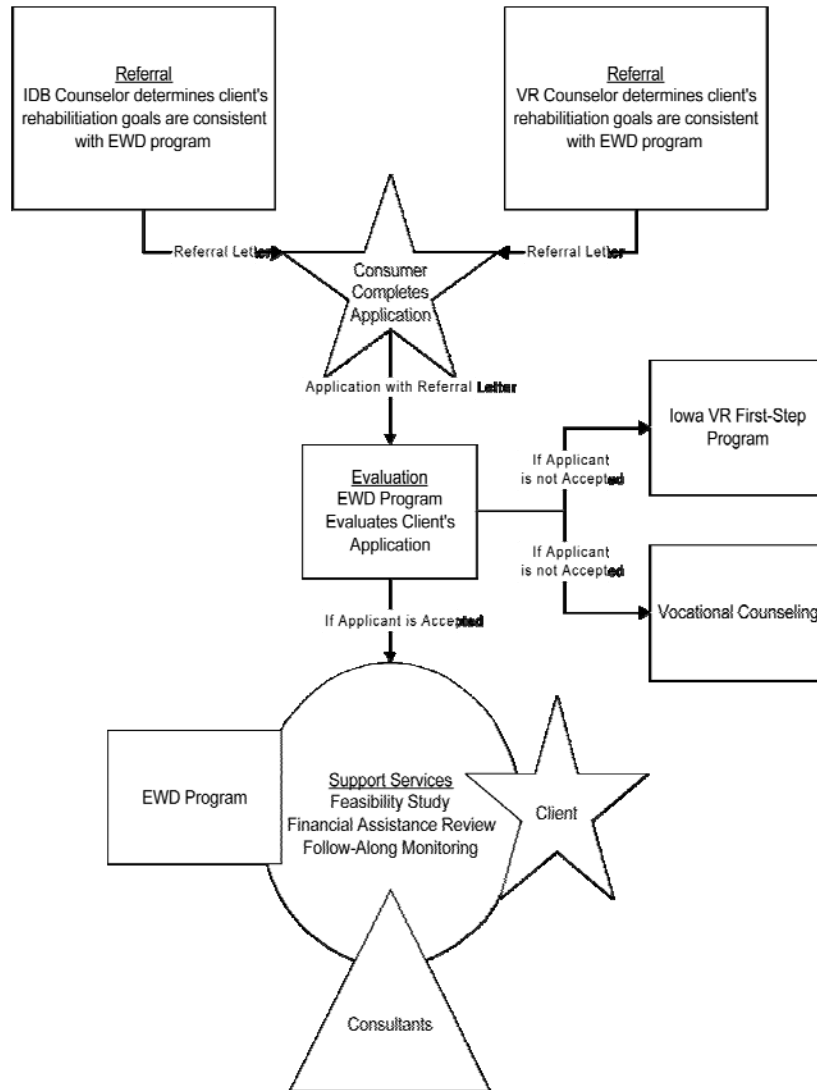 Referral
IDB Counselor determines client's
rehabilitiation goals are consistent
with EWD program
Referral
VR Counselor determines client's
rehabilitiation goals are consistent
with EWD program
Referral Letter
Referral Letter
Consumer
Completes
Application
Application with Referral Letter
Evaluation
EWD Program
Evaluates Client's
Application
If Applicant
is not Accepted
Iowa VR First-Step
Program
If Applicant
is not Accepted
Vocational Counseling
If Applicant is Accepted
EWD Program
Support Services
Feasibility Study
Financial Assistance Review
Follow-Along Monitoring
Client
Consultants